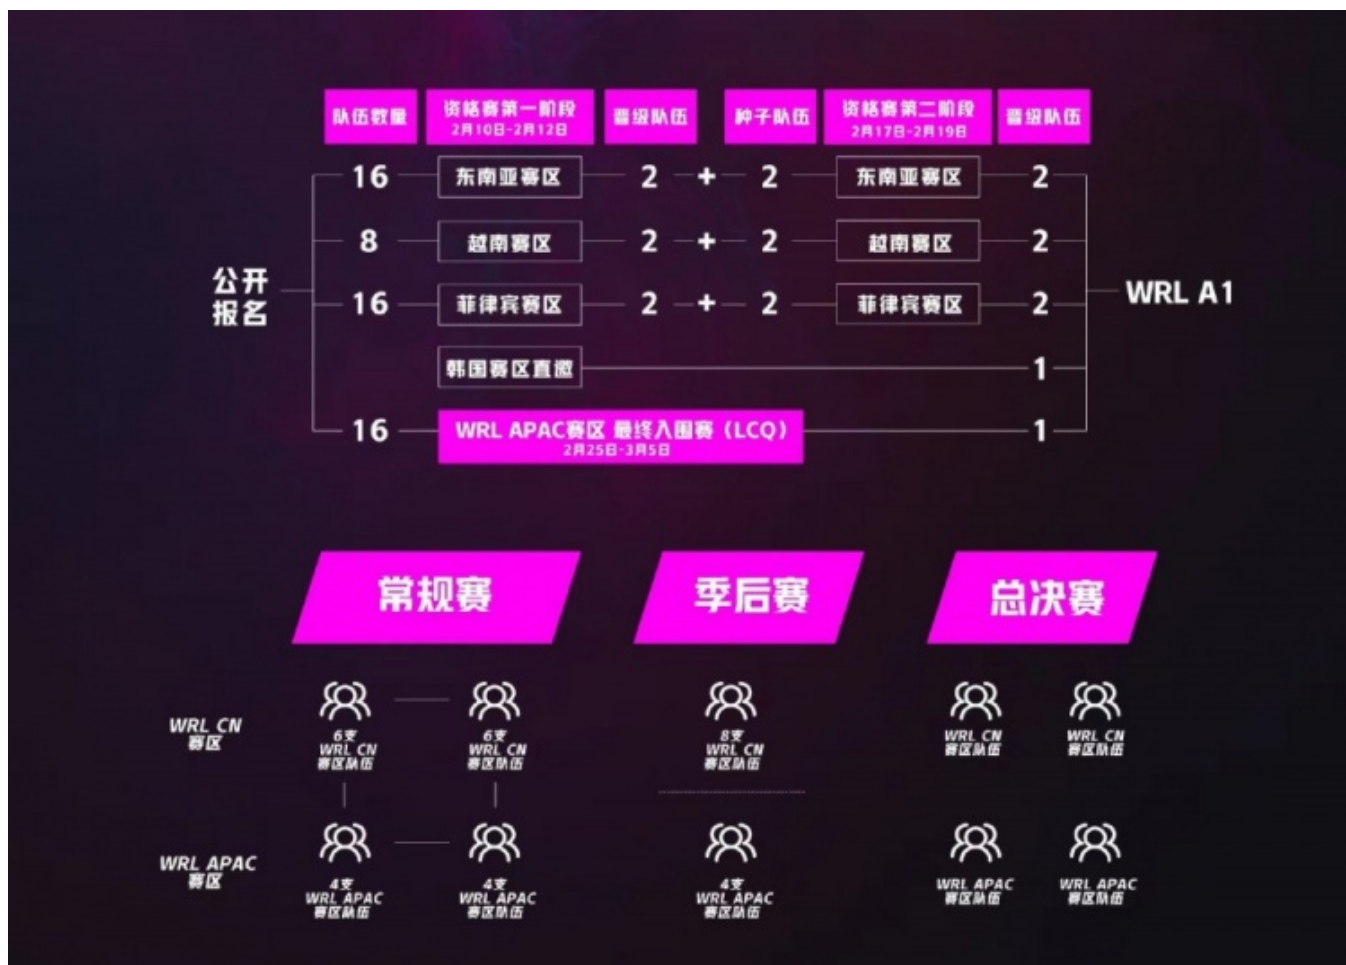 队伍数量 资格赛第一阶段 晋级队伍 种子队伍 资格赛第二阶段 晋级队伍
2月10日-2月12日 2月17日-2月19日
16 东南亚赛区 2 + 2 东南亚赛区 2
8 越南赛区 2 + 2 越南赛区 2
公开
报名
16 菲律宾赛区 2 + 2 菲律宾赛区 2
WRL A1
韩国赛区直邀 1
16 WRL APAC赛区 最终入围赛（LCQ） 1
2月25日-3月5日
常规赛 季后赛 总决赛
WRL CN
赛区
6支
WRL CN
赛区队伍
6支
WRL CN
赛区队伍
8支
WRL CN
赛区队伍
WRL CN
赛区队伍
WRL CN
赛区队伍
WRL APAC
赛区
4支
WRL APAC
赛区队伍
4支
WRL APAC
赛区队伍
4支
WRL APAC
赛区队伍
WRL APAC
赛区队伍
WRL APAC
赛区队伍